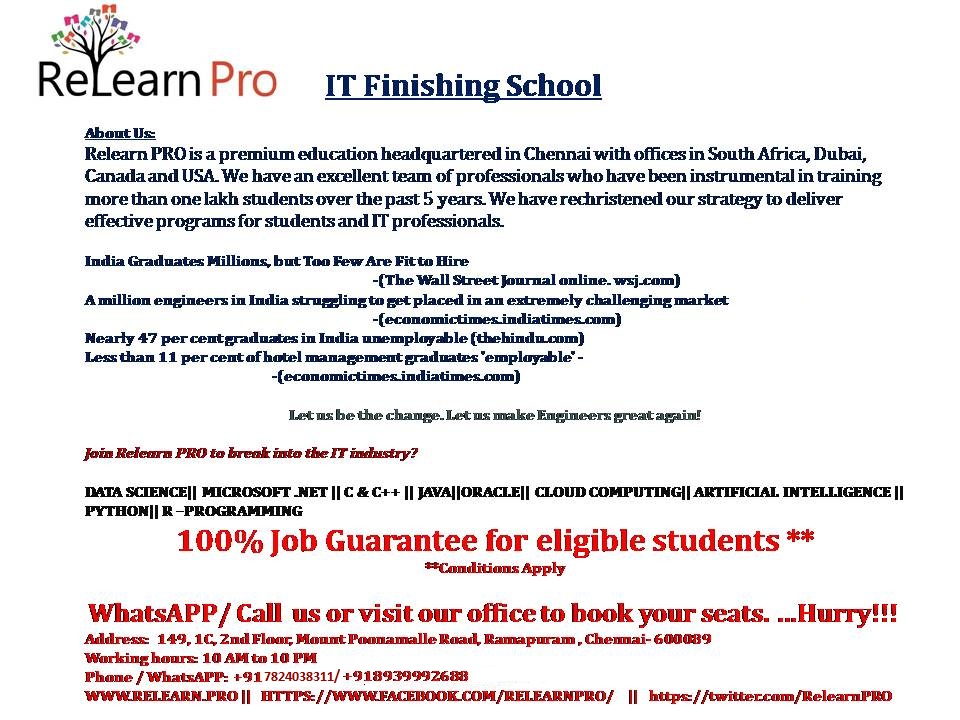 ReLearn Pro
IT Finishing School
About Us:
Relearn PRO is a premium education headquartered in Chennai with offices in South Africa, Dubai,
Canada and USA. We have an excellent team of professionals who have been instrumental in training
more than one lakh students over the past 5 years. We have rechristened our strategy to deliver
effective programs for students and IT professionals.
India Graduates Millions, but Too Few Are Fit to Hire
-(The Wall Street Journal online. wsj.com)
A million engineers in India struggling to get placed in an extremely challenging market
-(economictimes.indiatimes.com)
Nearly 47 per cent graduates in India unemployable (thehindu.com)
Less than 11 per cent of hotel management graduates 'employable' -
-(economictimes.indiatimes.com)
Let us be the change. Let us make Engineers great again!
Join Relearn PRO to break into the IT industry?
DATA SCIENCE|| MICROSOFT .NET || C & C++ || JAVA||ORACLE|| CLOUD COMPUTING|| ARTIFICIAL INTELLIGENCE ||
PYTHON|| R –PROGRAMMING
100% Job Guarantee for eligible students **
**Conditions Apply
WhatsAPP/ Call us or visit our office to book your seats. ...Hurry!!!
Address: 149, 1C, 2nd Floor, Mount Poonamalle Road, Ramapuram , Chennai- 600089
Working hours: 10 AM to 10 PM
Phone / WhatsAPP: +91 7824038311/ +918939992688
WWW.RELEARN.PRO || HTTPS://WWW.FACEBOOK.COM/RELEARNPRO/ || https://twitter.com/RelearnPRO